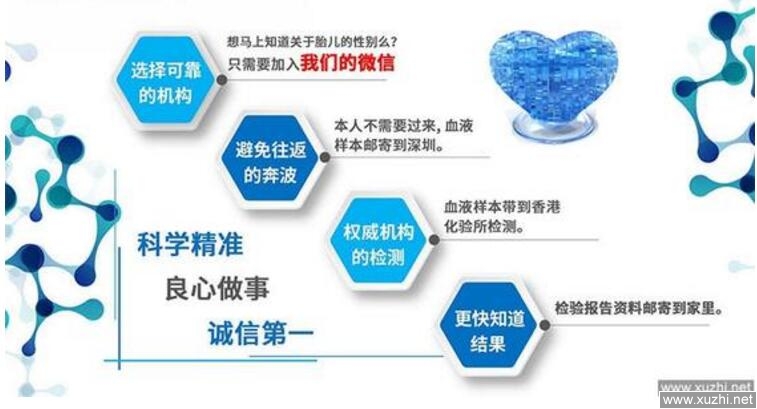 选择可靠
的机构
想马上知道关于胎儿的性别么?
只需要加入我们的微信
避免往返
的奔波
本人不需要过来,血液
样本邮寄到深圳。
权威机构
的检测
血液样本带到香港
化验所检测。
更快知道
结果
检验报告资料邮寄到家里。
科学精准
良心做事
诚信第一
www.xuzhi.net
www.xuzhi.net